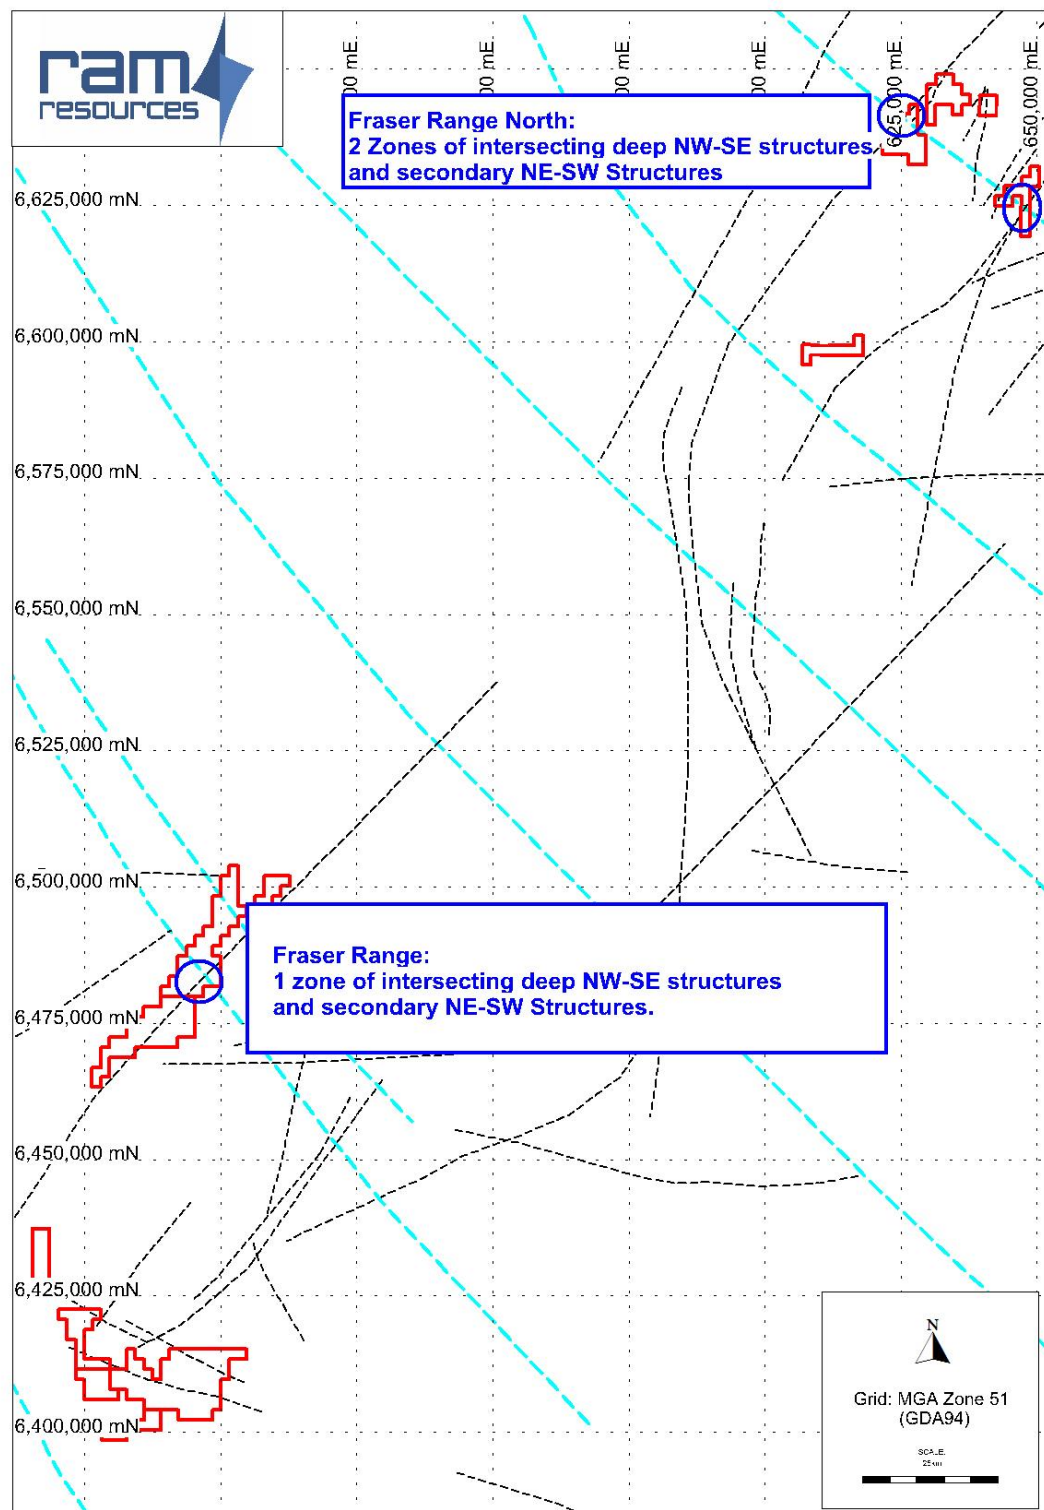 ram
resources
00 mE
00 mE
00 mE
00 mE
625,000 mE
650,000 mE
Fraser Range North:
2 Zones of intersecting deep NW-SE structures
and secondary NE-SW Structures
6,625,000 mN
6,600,000 mN
6,575,000 mN
6,550,000 mN
6,525,000 mN
6,500,000 mN
Fraser Range:
1 zone of intersecting deep NW-SE structures
and secondary NE-SW Structures.
6,475,000 mN
6,450,000 mN
6,425,000 mN
6,400,000 mN
N
Grid: MGA Zone 51
(GDA94)
SCALE:
25km